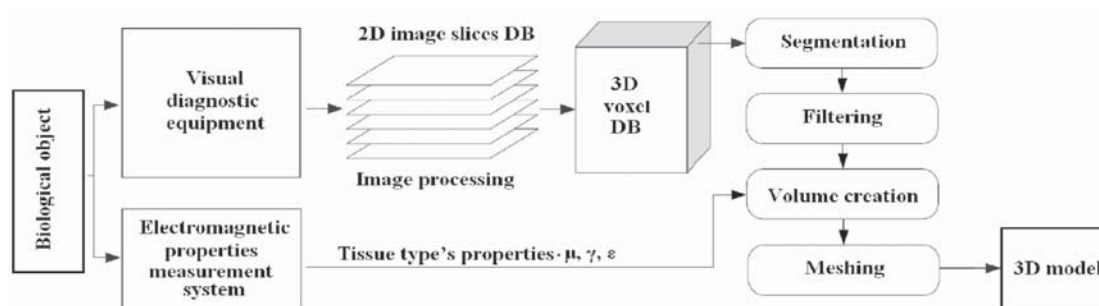 Biological object
Visual
diagnostic
equipment
2D image slices DB
Image processing
3D
voxel
DB
Segmentation
Filtering
Volume creation
Meshing
3D model
Electromagnetic
properties
measurement
system
Tissue type's properties - μ, γ, ε